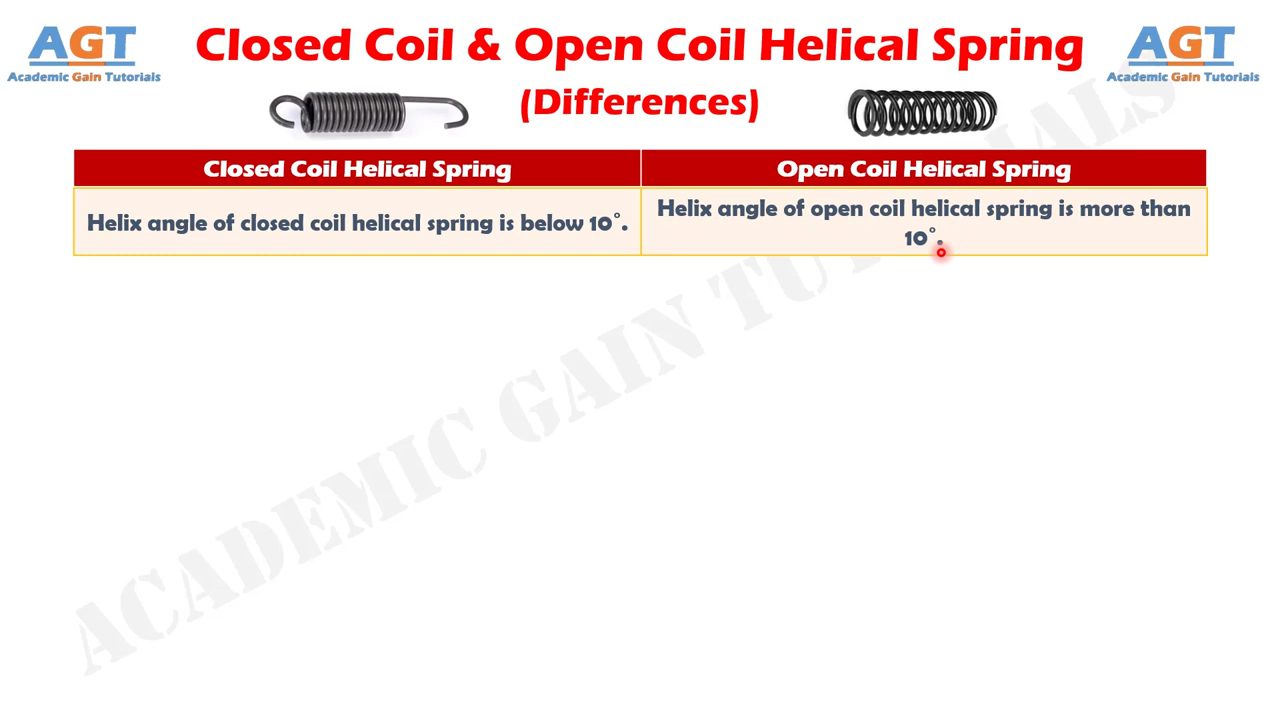 AGT
Academic Gain Tutorials
Closed Coil & Open Coil Helical Spring
(Differences)
AGT
Academic Gain Tutorials
Closed Coil Helical Spring
Open Coil Helical Spring
Helix angle of closed coil helical spring is below 10°.
Helix angle of open coil helical spring is more than
10°.
ACADEMIC GAIN TUTORIALS